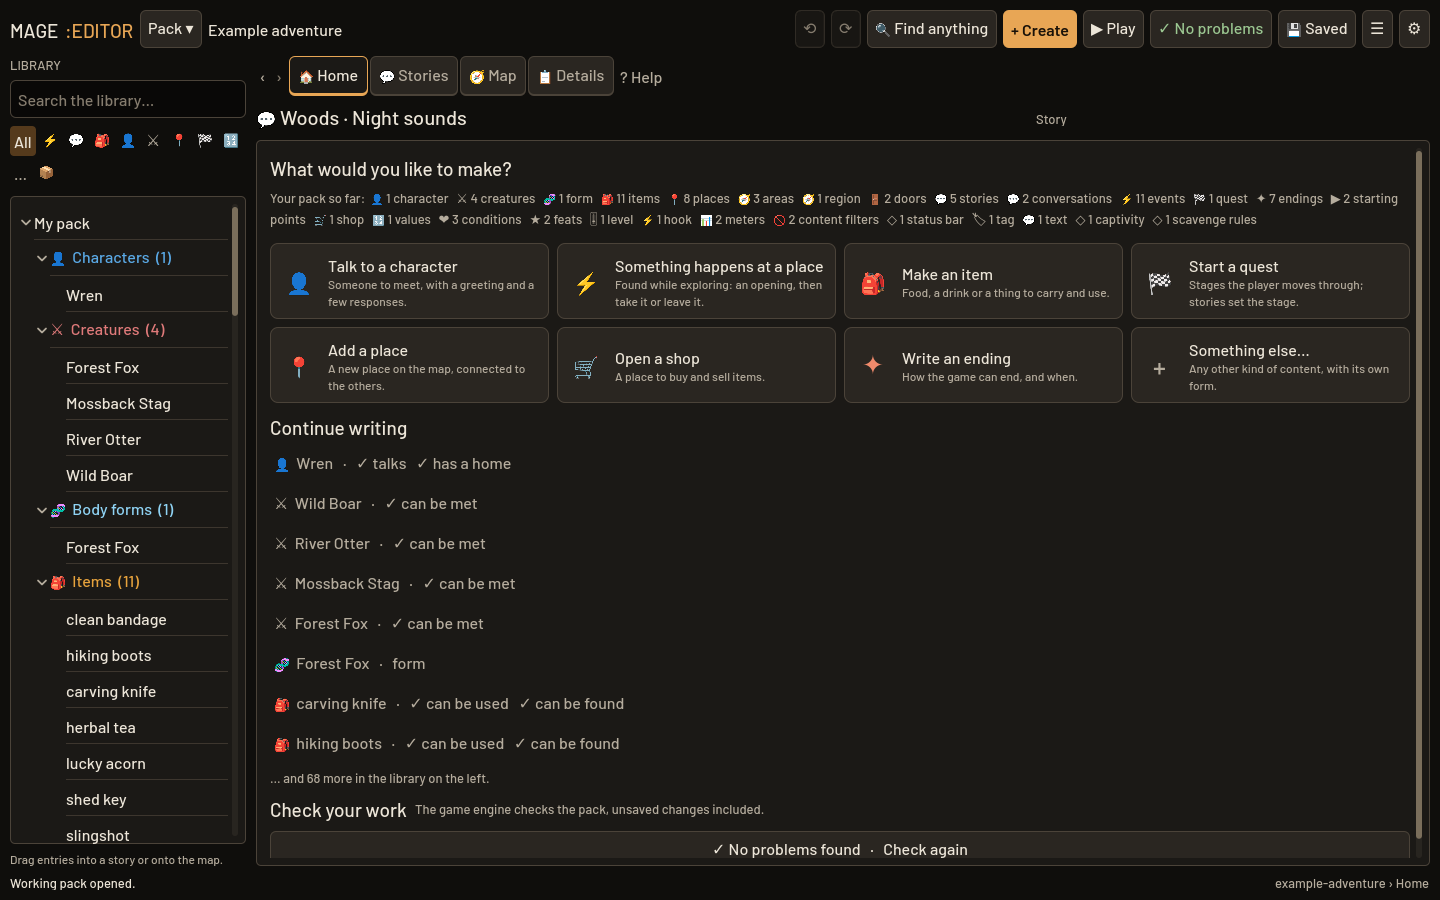 MAGE :EDITOR Pack ▾ Example adventure
⟲ ⟳ 🔍 Find anything + Create ▶ Play ✓ No problems 💾 Saved ☰ ⚙
LIBRARY
Search the library...
All ⚡ 💬 🎒 👤 ⚔ 📍 🏁 🔢
... 📦
My pack
👤 Characters (1)
Wren
⚔ Creatures (4)
Forest Fox
Mossback Stag
River Otter
Wild Boar
🧬 Body forms (1)
Forest Fox
🎒 Items (11)
clean bandage
hiking boots
carving knife
herbal tea
lucky acorn
shed key
slingshot
Drag entries into a story or onto the map.
Working pack opened.
‹ › 🏠 Home 💬 Stories 🧭 Map 📋 Details ? Help
💬 Woods · Night sounds Story
What would you like to make?
Your pack so far: 👤 1 character ⚔ 4 creatures 🧬 1 form 🎒 11 items 📍 8 places 🧭 3 areas 🧭 1 region 🚪 2 doors 💬 5 stories 💬 2 conversations ⚡ 11 events 🏁 1 quest ✦ 7 endings ▶ 2 starting
points 🛒 1 shop 🔢 1 values ❤ 3 conditions ★ 2 feats 🎚 1 level ⚡ 1 hook 📊 2 meters 🚫 2 content filters ◇ 1 status bar 🏷 1 tag 💬 1 text ◇ 1 captivity ◇ 1 scavenge rules
Talk to a character
Someone to meet, with a greeting and a
few responses.
Something happens at a place
Found while exploring: an opening, then
take it or leave it.
Make an item
Food, a drink or a thing to carry and use.
Start a quest
Stages the player moves through;
stories set the stage.
Add a place
A new place on the map, connected to
the others.
Open a shop
A place to buy and sell items.
Write an ending
How the game can end, and when.
+ Something else...
Any other kind of content, with its own
form.
Continue writing
👤 Wren · ✓ talks ✓ has a home
⚔ Wild Boar · ✓ can be met
⚔ River Otter · ✓ can be met
⚔ Mossback Stag · ✓ can be met
⚔ Forest Fox · ✓ can be met
🧬 Forest Fox · form
🎒 carving knife · ✓ can be used ✓ can be found
🎒 hiking boots · ✓ can be used ✓ can be found
... and 68 more in the library on the left.
Check your work The game engine checks the pack, unsaved changes included.
✓ No problems found · Check again
example-adventure › Home